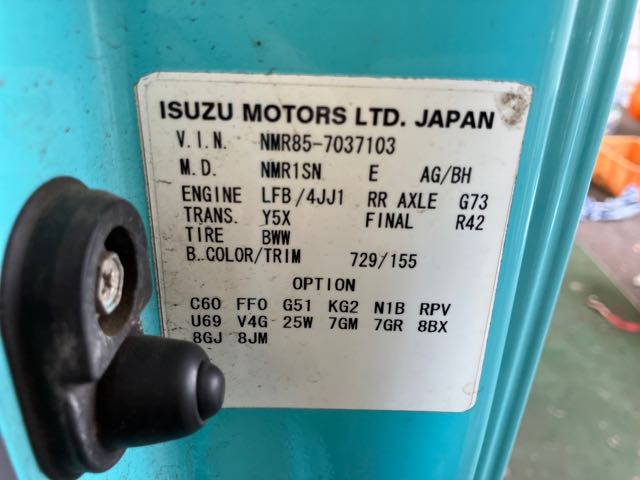 ISUZU MOTORS LTD. JAPAN
V.I.N. NMR85-7037103
M.D. NMR1SN E AG/BH
ENGINE LFB/4JJ1 RR AXLE G73
TRANS. Y5X FINAL R42
TIRE BWW
B..COLOR/TRIM 729/155
OPTION
C60 FF0 G51 KG2 N1B RPV
U69 V4G 25W 7GM 7GR 8BX
8GJ 8JM